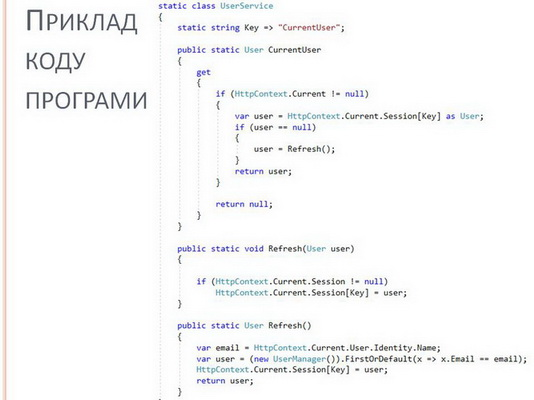 ПРИКЛАД
КОДУ
ПРОГРАМИ
static class UserService
{
static string Key => "CurrentUser";
public static User CurrentUser
{
get
{
if (HttpContext.Current != null)
{
var user = HttpContext.Current.Session[Key] as User;
if (user == null)
{
user = Refresh();
}
return user;
}
return null;
}
}
public static void Refresh(User user)
{
if (HttpContext.Current.Session != null)
HttpContext.Current.Session[Key] = user;
}
public static User Refresh()
{
var email = HttpContext.Current.User.Identity.Name;
var user = (new UserManager()).FirstOrDefault(x => x.Email == email);
HttpContext.Current.Session[Key] = user;
return user;
}